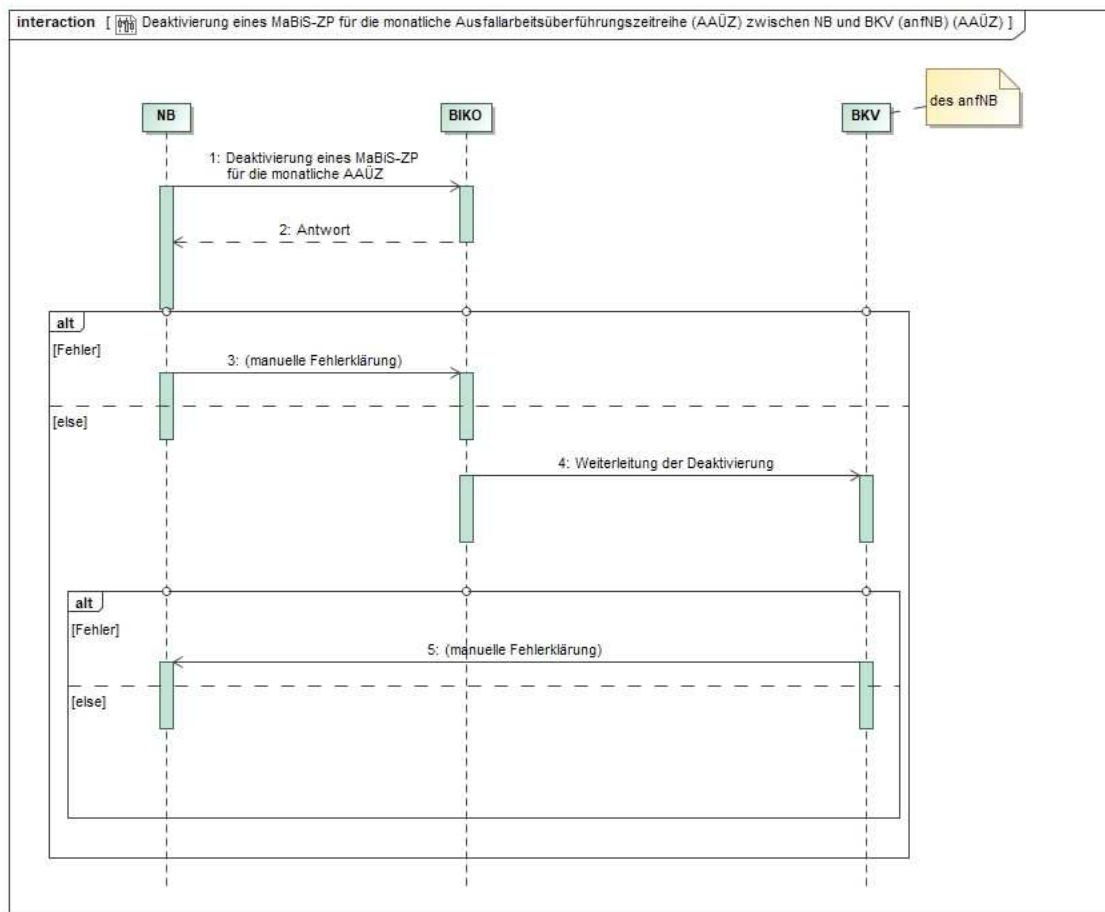 interaction [ Deaktivierung eines MaBiS-ZP für die monatliche Ausfallarbeitsüberführungszeitreihe (AAÜZ) zwischen NB und BKV (anfNB) (AAÜZ) ]
des anfNB
NB
BIKO
BKV
1: Deaktivierung eines MaBiS-ZP
für die monatliche AAÜZ
2: Antwort
alt
[Fehler]
3: (manuelle Fehlerklärung)
[else]
4: Weiterleitung der Deaktivierung
alt
[Fehler]
5: (manuelle Fehlerklärung)
[else]